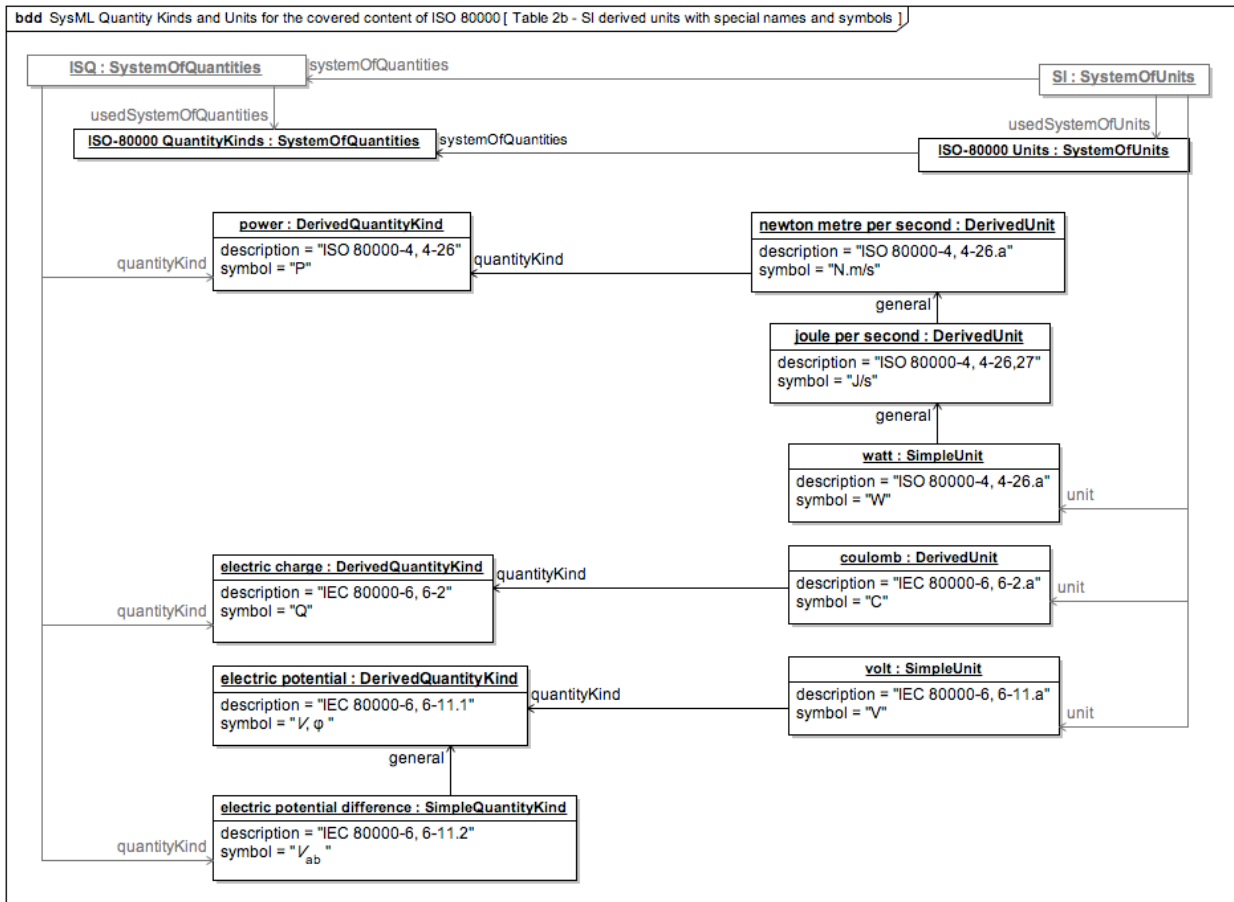 bdd SysML Quantity Kinds and Units for the covered content of ISO 80000 [ Table 2b - SI derived units with special names and symbols ]
ISQ : SystemOfQuantities
systemOfQuantities
SI : SystemOfUnits
usedSystemOfQuantities
usedSystemOfUnits
ISO-80000 QuantityKinds : SystemOfQuantities
systemOfQuantities
ISO-80000 Units : SystemOfUnits
power : DerivedQuantityKind
description = "ISO 80000-4, 4-26"
symbol = "P"
quantityKind
quantityKind
newton metre per second : DerivedUnit
description = "ISO 80000-4, 4-26.a"
symbol = "N.m/s"
general
joule per second : DerivedUnit
description = "ISO 80000-4, 4-26,27"
symbol = "J/s"
general
watt : SimpleUnit
description = "ISO 80000-4, 4-26.a"
symbol = "W"
unit
electric charge : DerivedQuantityKind
description = "IEC 80000-6, 6-2"
symbol = "Q"
quantityKind
quantityKind
coulomb : DerivedUnit
description = "IEC 80000-6, 6-2.a"
symbol = "C"
unit
electric potential : DerivedQuantityKind
description = "IEC 80000-6, 6-11.1"
symbol = "V, φ "
quantityKind
volt : SimpleUnit
description = "IEC 80000-6, 6-11.a"
symbol = "V"
unit
general
electric potential difference : SimpleQuantityKind
description = "IEC 80000-6, 6-11.2"
symbol = "Vab "
quantityKind